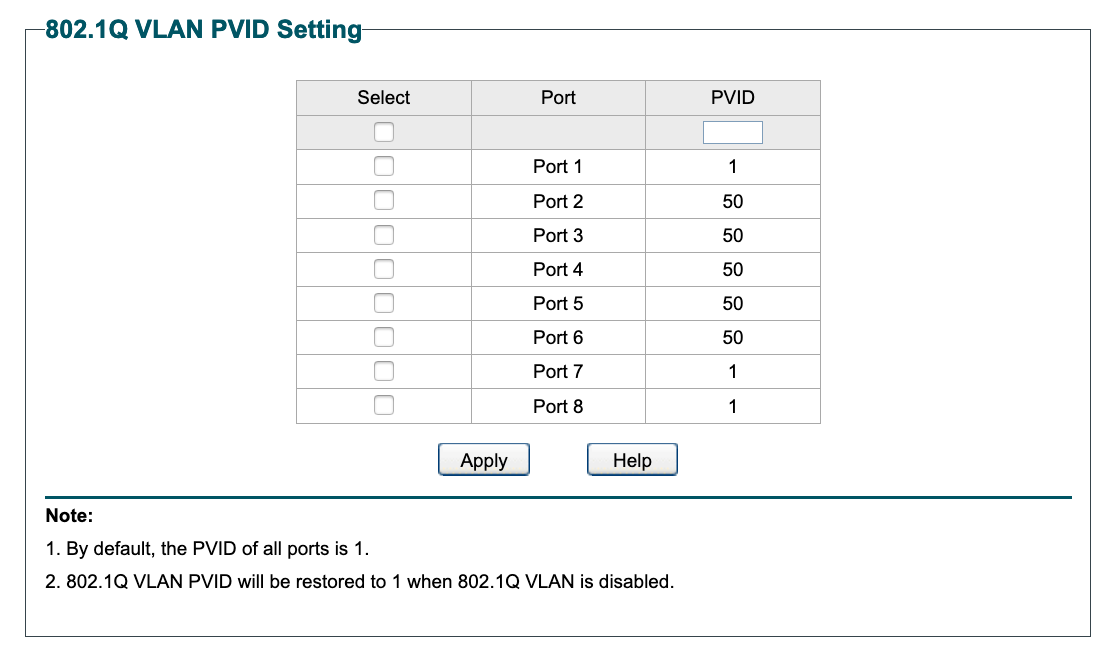 802.1Q VLAN PVID Setting
Select Port PVID
Port 1 1
Port 2 50
Port 3 50
Port 4 50
Port 5 50
Port 6 50
Port 7 1
Port 8 1
Apply Help
Note:
1. By default, the PVID of all ports is 1.
2. 802.1Q VLAN PVID will be restored to 1 when 802.1Q VLAN is disabled.